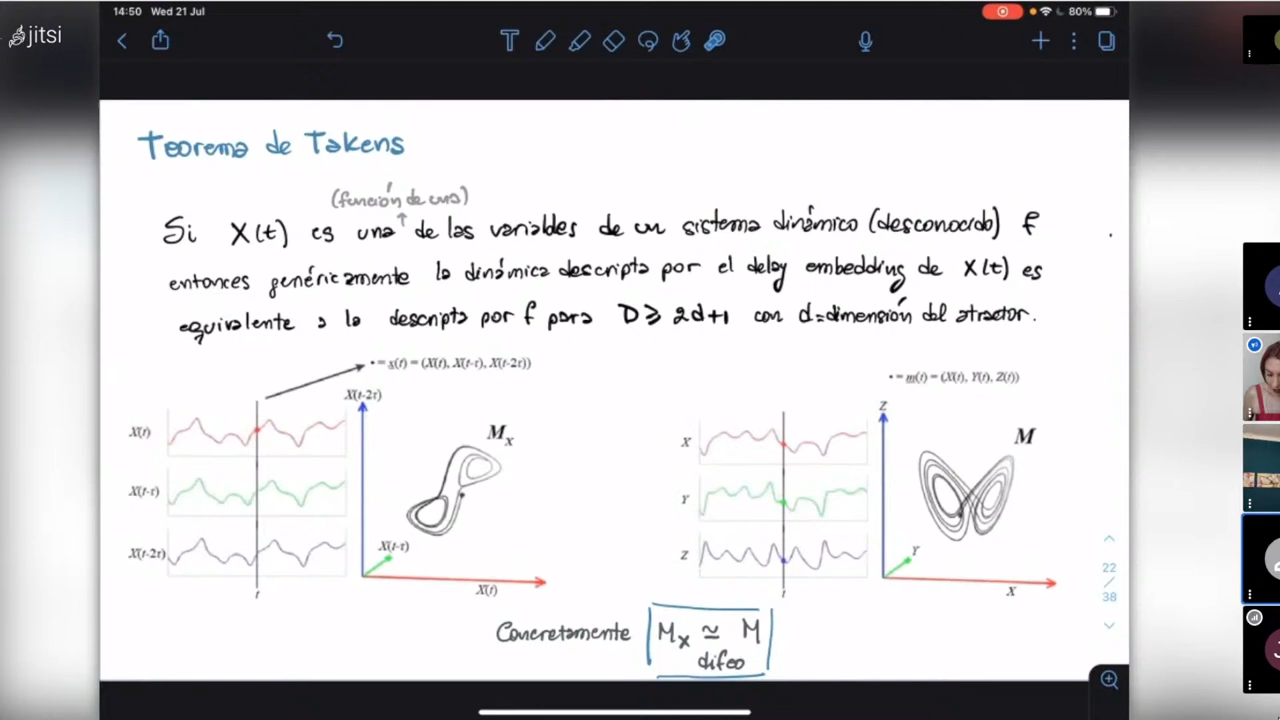 14:50 Wed 21 Jul
80%
jitsi
Teorema de Takens
(función de una)
Si X(t) es una ↑ de las variables de un sistema dinámico (desconocido) f
entonces genéricamente la dinámica descripta por el delay embedding de X(t) es
equivalente a la descripta por f para D ≥ 2d+1 con d=dimensión del atractor.
• = x(t) = (X(t), X(t-τ), X(t-2τ))
• = m(t) = (X(t), Y(t), Z(t))
X(t)
X(t-τ)
X(t-2τ)
t
X(t-2τ)
Mx
X(t-τ)
X(t)
X
Y
Z
t
Z
M
Y
X
22
/
38
Concretamente Mx ≃ M
difeo